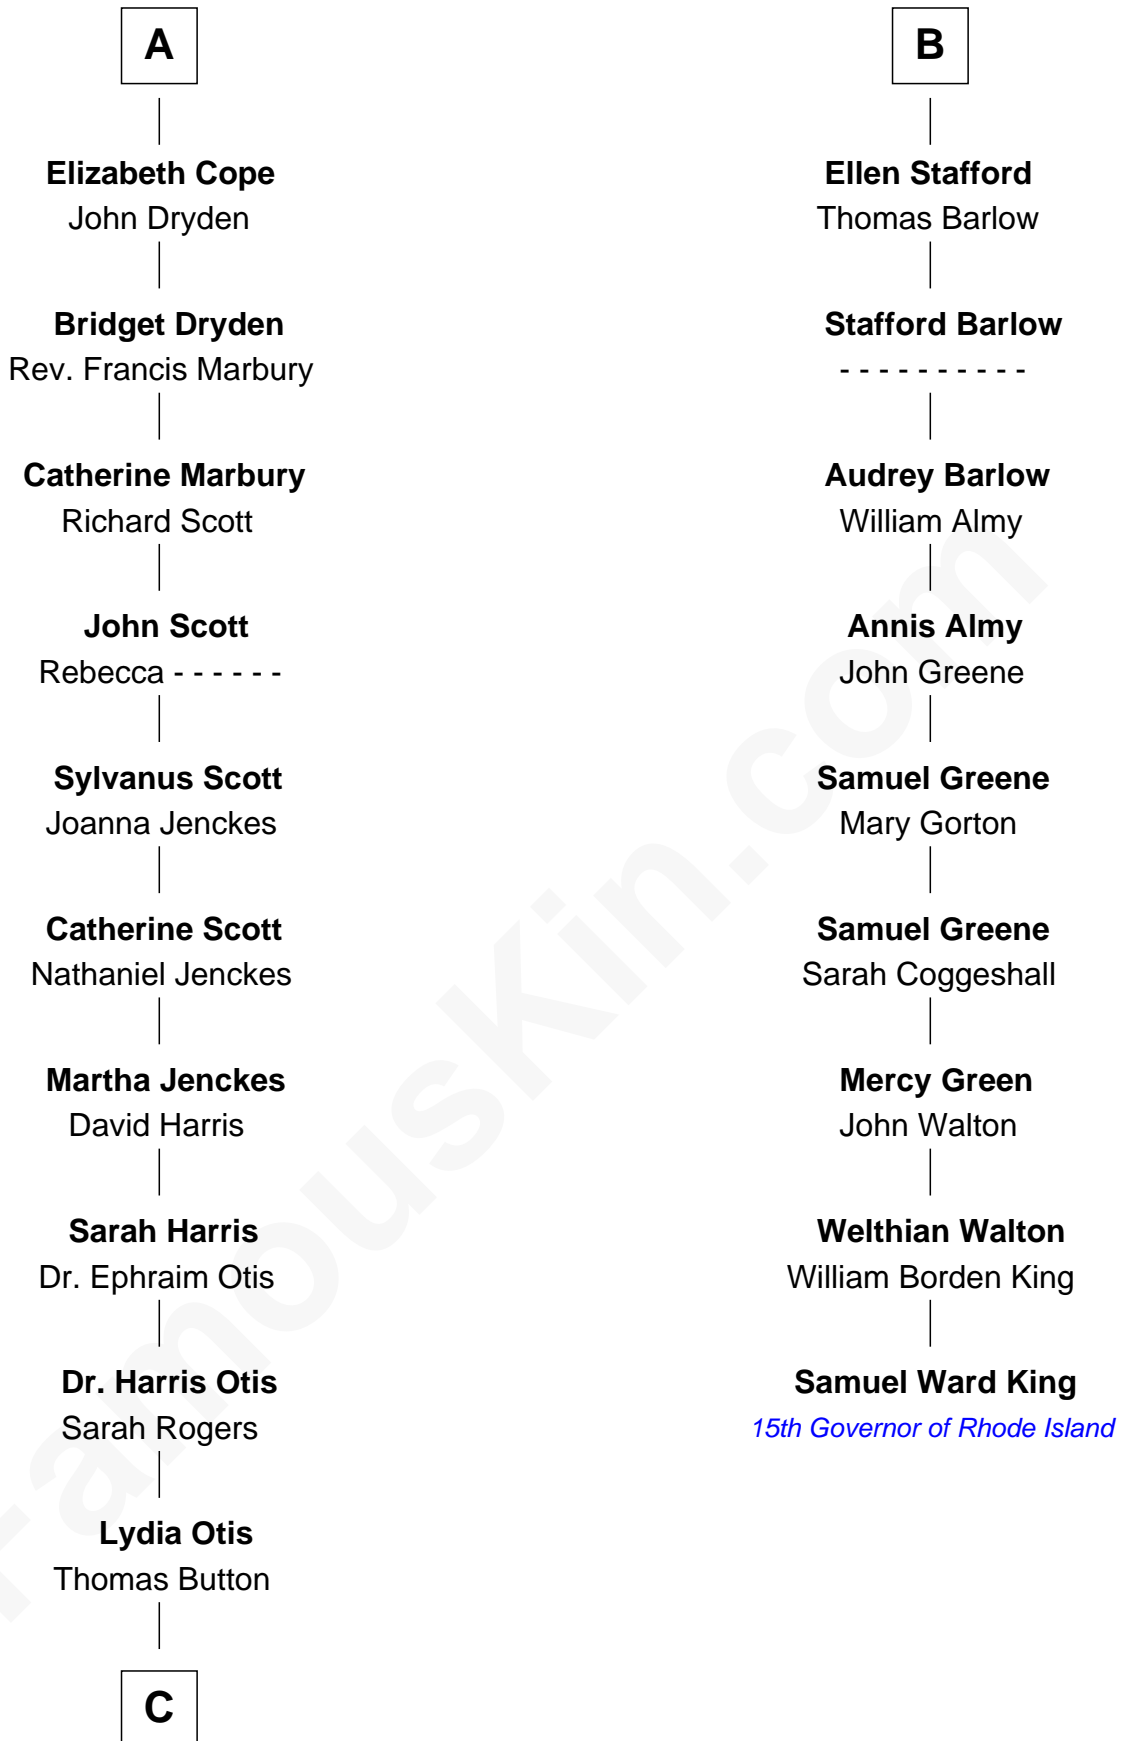 A
Elizabeth Cope
John Dryden
Bridget Dryden
Rev. Francis Marbury
Catherine Marbury
Richard Scott
John Scott
Rebecca - - - - - -
Sylvanus Scott
Joanna Jenckes
Catherine Scott
Nathaniel Jenckes
Martha Jenckes
David Harris
Sarah Harris
Dr. Ephraim Otis
Dr. Harris Otis
Sarah Rogers
Lydia Otis
Thomas Button
C
B
Ellen Stafford
Thomas Barlow
Stafford Barlow
- - - - - - - - - -
Audrey Barlow
William Almy
Annis Almy
John Greene
Samuel Greene
Mary Gorton
Samuel Greene
Sarah Coggeshall
Mercy Green
John Walton
Welthian Walton
William Borden King
Samuel Ward King
15th Governor of Rhode Island
FamousKin.com